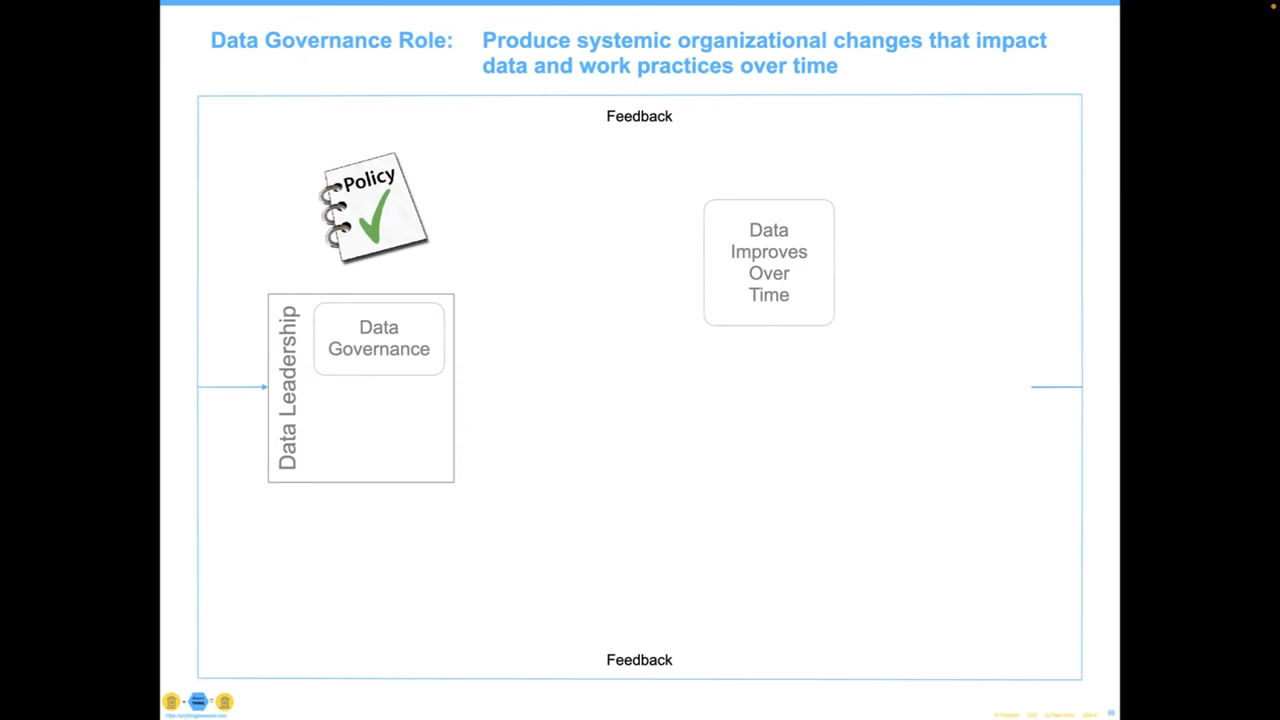 Data Governance Role: Produce systemic organizational changes that impact
data and work practices over time
Feedback
Policy
Data
Improves
Over
Time
Data Leadership
Data
Governance
Feedback